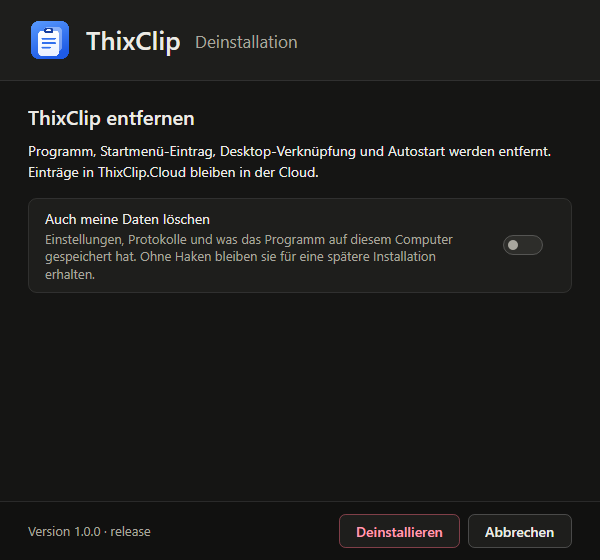 ThixClip Deinstallation
ThixClip entfernen
Programm, Startmenü-Eintrag, Desktop-Verknüpfung und Autostart werden entfernt.
Einträge in ThixClip.Cloud bleiben in der Cloud.
Auch meine Daten löschen
Einstellungen, Protokolle und was das Programm auf diesem Computer
gespeichert hat. Ohne Haken bleiben sie für eine spätere Installation
erhalten.
Version 1.0.0 · release
Deinstallieren
Abbrechen